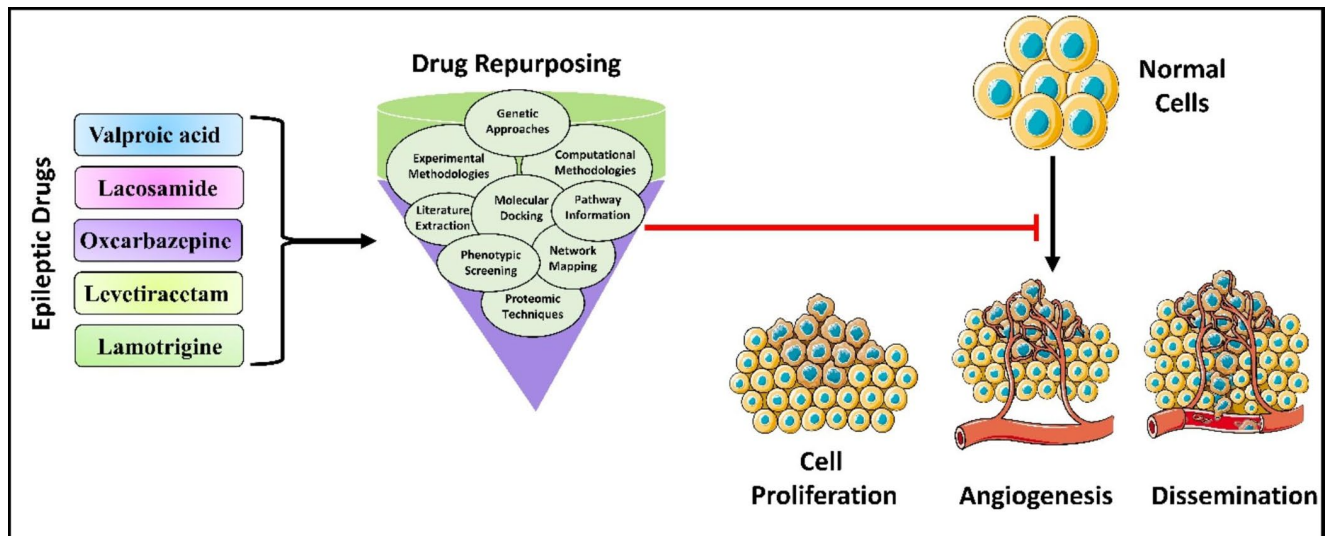 Epileptic Drugs
Valproic acid
Lacosamide
Oxcarbazepine
Levetiracetam
Lamotrigine
Drug Repurposing
Genetic
Approaches
Experimental
Methodologies
Computational
Methodologies
Literature
Extraction
Molecular
Docking
Pathway
Information
Phenotypic
Screening
Network
Mapping
Proteomic
Techniques
Normal
Cells
Cell
Proliferation
Angiogenesis
Dissemination